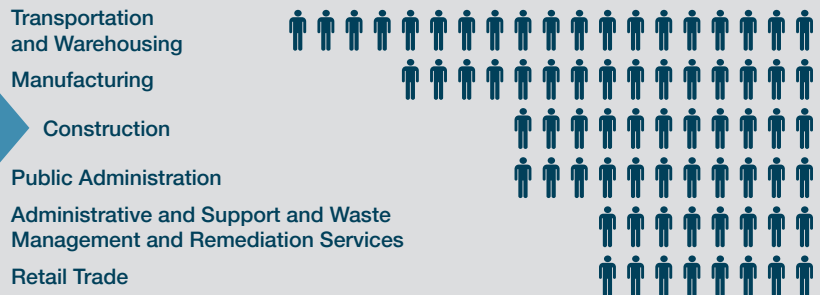 Transportation
and Warehousing
Manufacturing
Construction
Public Administration
Administrative and Support and Waste
Management and Remediation Services
Retail Trade